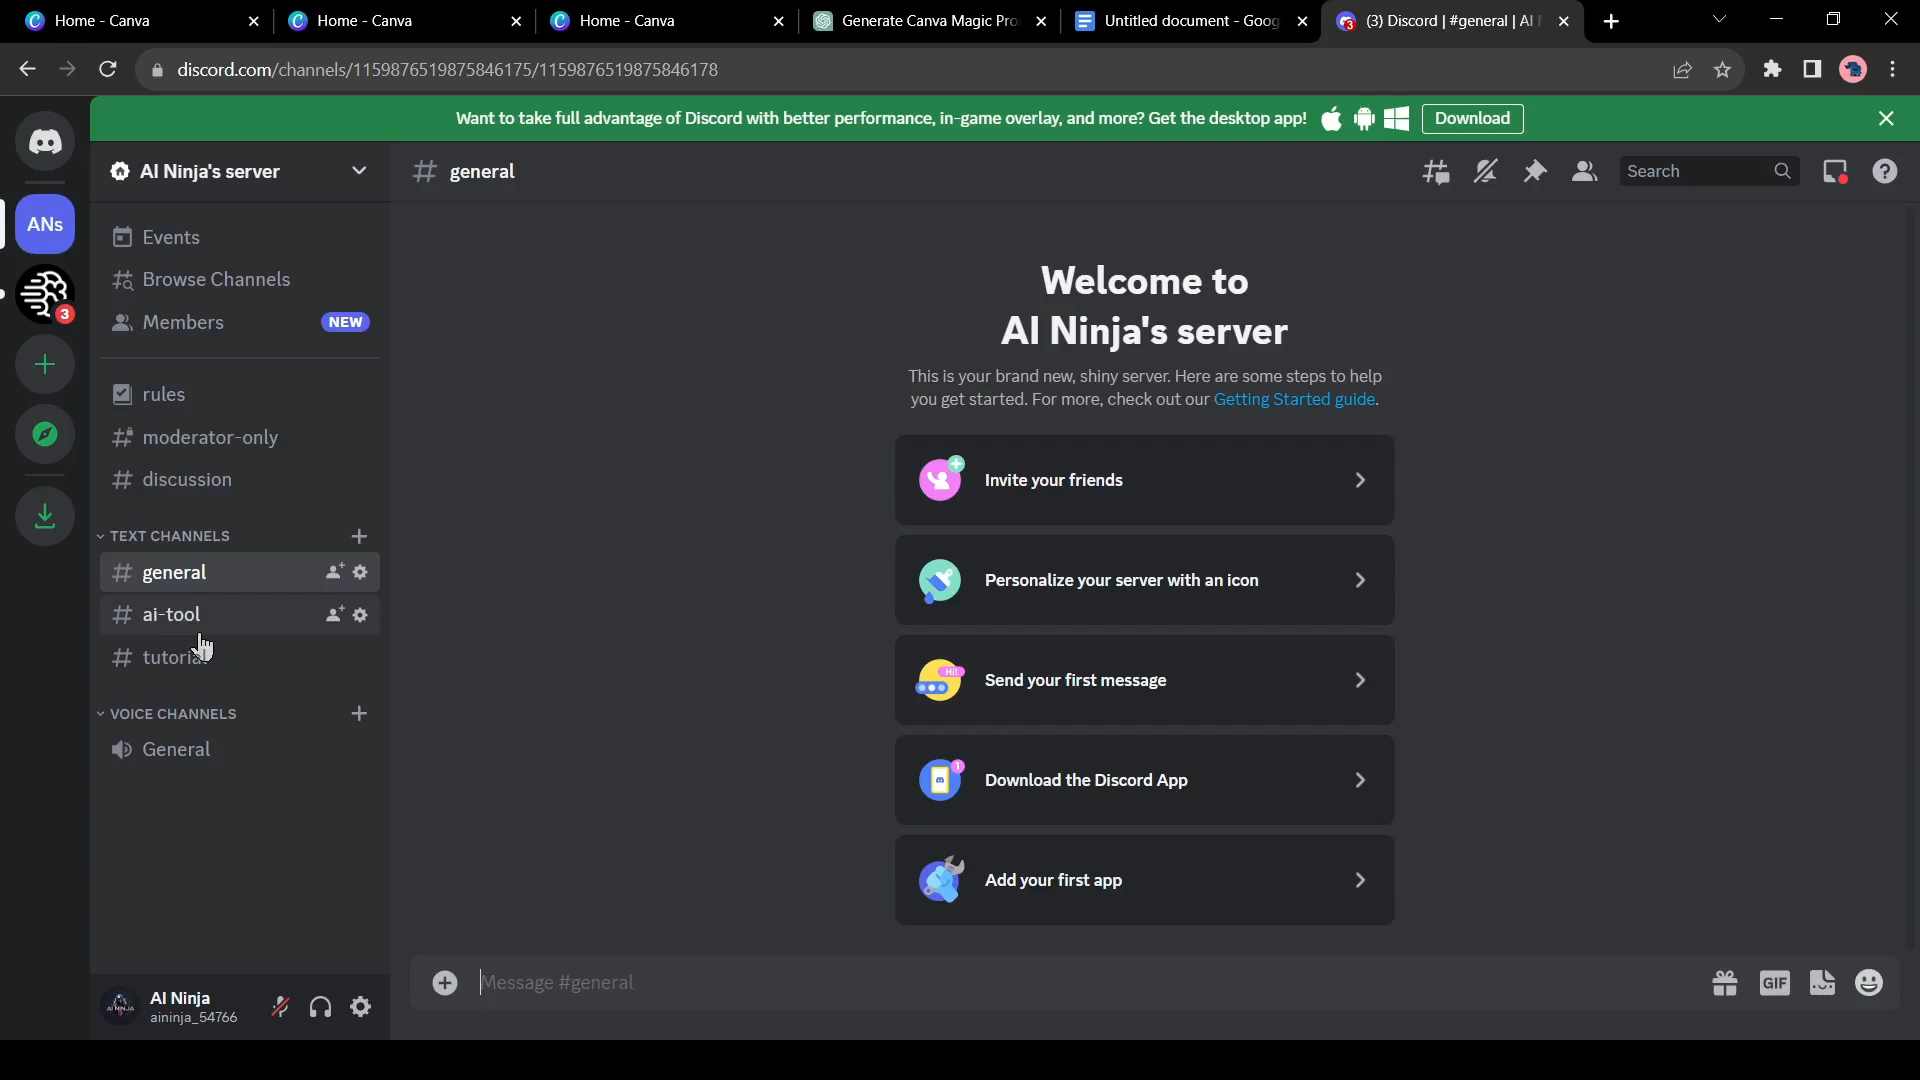 Home - Canva
Home - Canva
Home - Canva
Generate Canva Magic Pro
Untitled document - Goog
(3) Discord | #general | AI
discord.com/channels/1159876519875846175/1159876519875846178
Want to take full advantage of Discord with better performance, in-game overlay, and more? Get the desktop app!
Download
AI Ninja's server
general
Search
ANs
Events
Browse Channels
Members
NEW
3
rules
moderator-only
discussion
TEXT CHANNELS
general
ai-tool
tutorial
VOICE CHANNELS
General
Welcome to
AI Ninja's server
This is your brand new, shiny server. Here are some steps to help
you get started. For more, check out our Getting Started guide.
Invite your friends
Personalize your server with an icon
Hi!
Send your first message
1
Download the Discord App
Add your first app
Message #general
GIF
AI NINJA
AI Ninja
aininja_54766